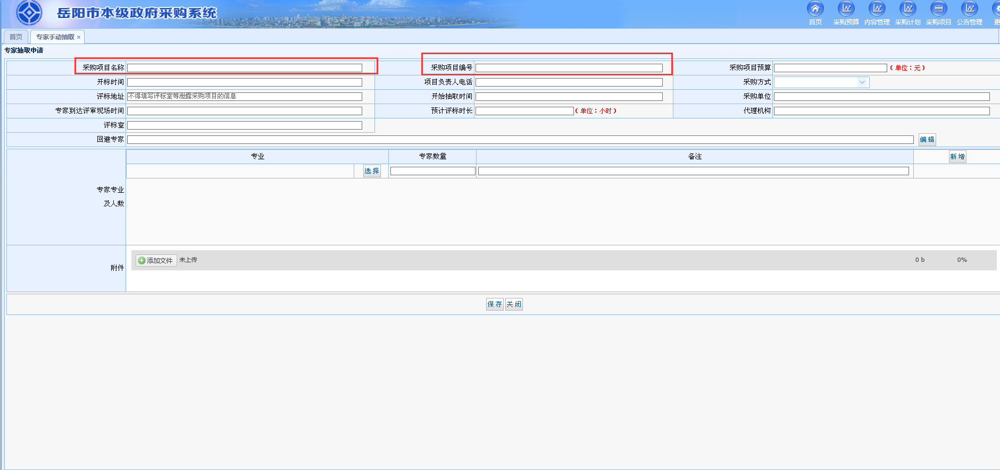 岳阳市本级政府采购系统
首页 采购预算 内容管理 采购计划 采购项目 公告管理
首页 专家手动抽取 ×
专家抽取申请
采购项目名称 采购项目编号 采购项目预算 (单位：元)
开标时间 项目负责人电话 采购方式
评标地址 不得填写评标室等泄露采购项目的信息 开始抽取时间 采购单位
专家到达评审现场时间 预计评标时长 (单位：小时) 代理机构
评标室
回避专家 编辑
专业 专家数量 备注 新增
选择
专家专业
及人数
添加文件 未上传 0 b 0%
附件
保存 关闭